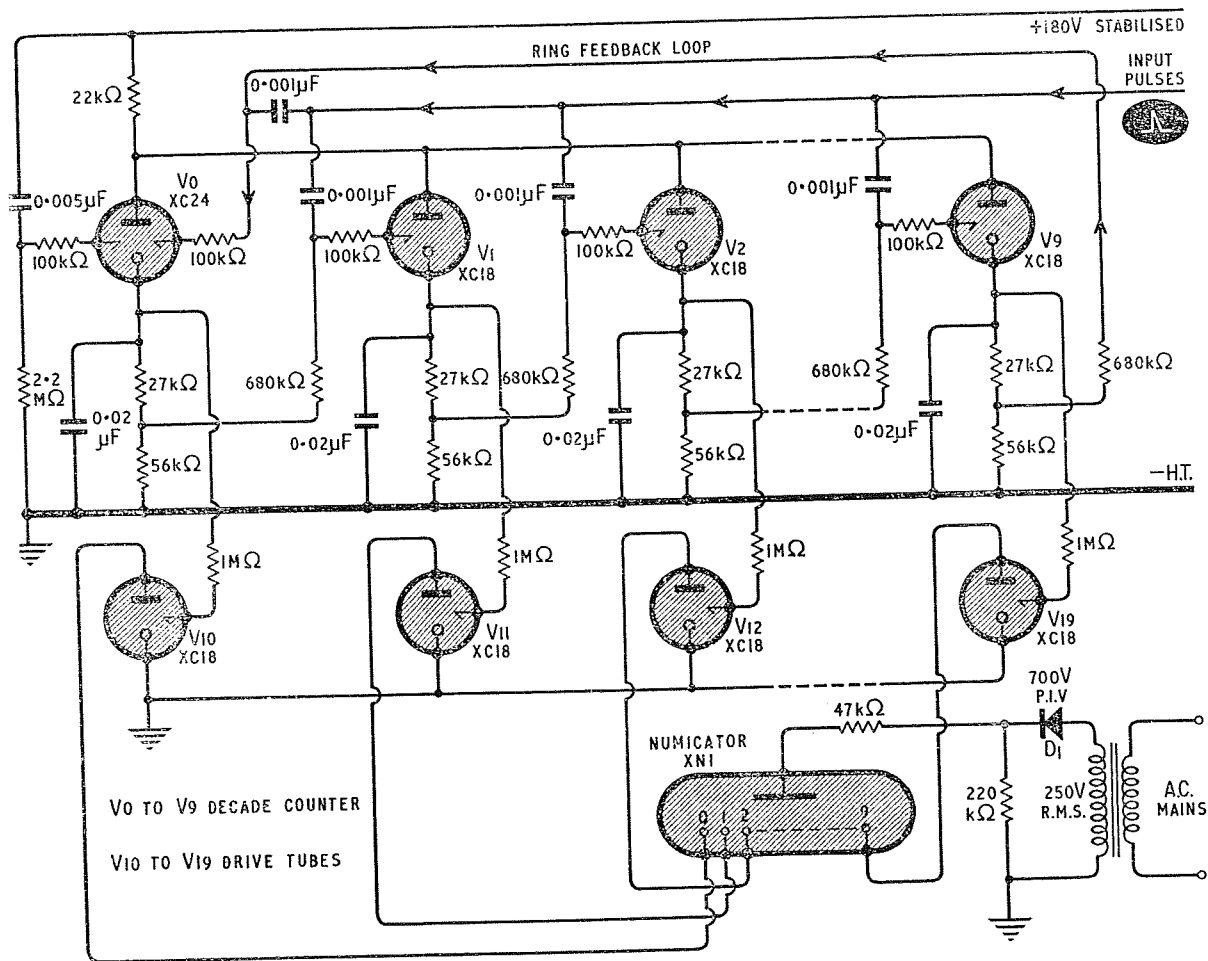 +180V STABILISED
RING FEEDBACK LOOP
INPUT
PULSES
22kΩ
0·001µF
0·005µF
V0
XC24
0·001µF
0·001µF
0·001µF
100kΩ
100kΩ
100kΩ
V1
XC18
100kΩ
V2
XC18
100kΩ
V9
XC18
2·2
MΩ
27kΩ
680kΩ
27kΩ
680kΩ
27kΩ
680kΩ
27kΩ
680kΩ
0·02
µF
56kΩ
0·02µF
56kΩ
0·02µF
56kΩ
0·02µF
56kΩ
–H.T.
1MΩ
1MΩ
1MΩ
1MΩ
V10
XC18
V11
XC18
V12
XC18
V19
XC18
47kΩ
700V
P.I.V
D1
NUMICATOR
XN1
220
kΩ
250V
R.M.S.
A.C.
MAINS
0 1 2 9
V0 TO V9 DECADE COUNTER
V10 TO V19 DRIVE TUBES